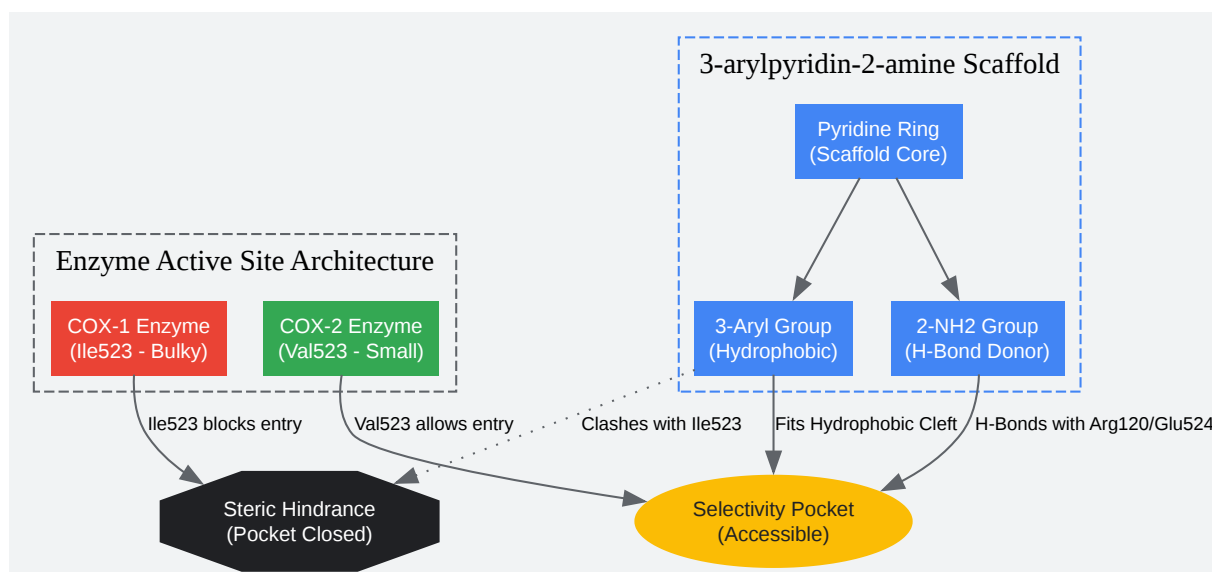 3-arylpyridin-2-amine Scaffold
Pyridine Ring
(Scaffold Core)
Enzyme Active Site Architecture
COX-1 Enzyme
(Ile523 - Bulky)
COX-2 Enzyme
(Val523 - Small)
3-Aryl Group
(Hydrophobic)
2-NH2 Group
(H-Bond Donor)
Ile523 blocks entry
Val523 allows entry
Clashes with Ile523
Fits Hydrophobic Cleft
H-Bonds with Arg120/Glu524
Steric Hindrance
(Pocket Closed)
Selectivity Pocket
(Accessible)